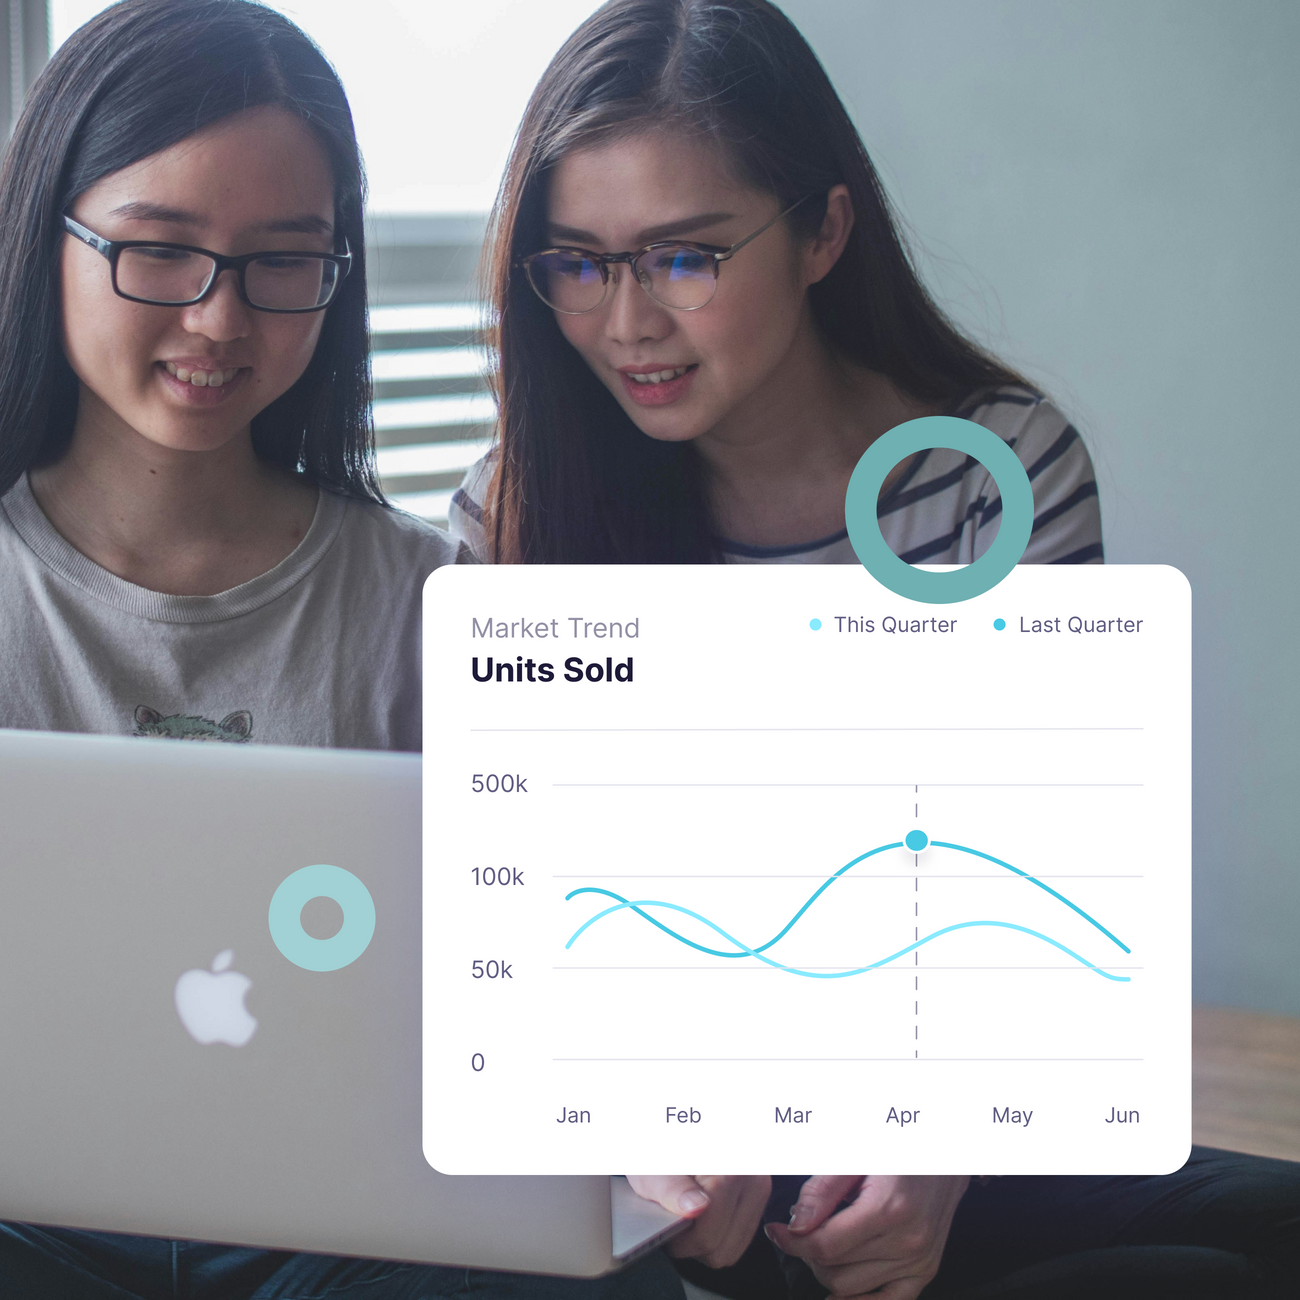 Market Trend
Units Sold
This Quarter
Last Quarter
500k
100k
50k
0
Jan Feb Mar Apr May Jun